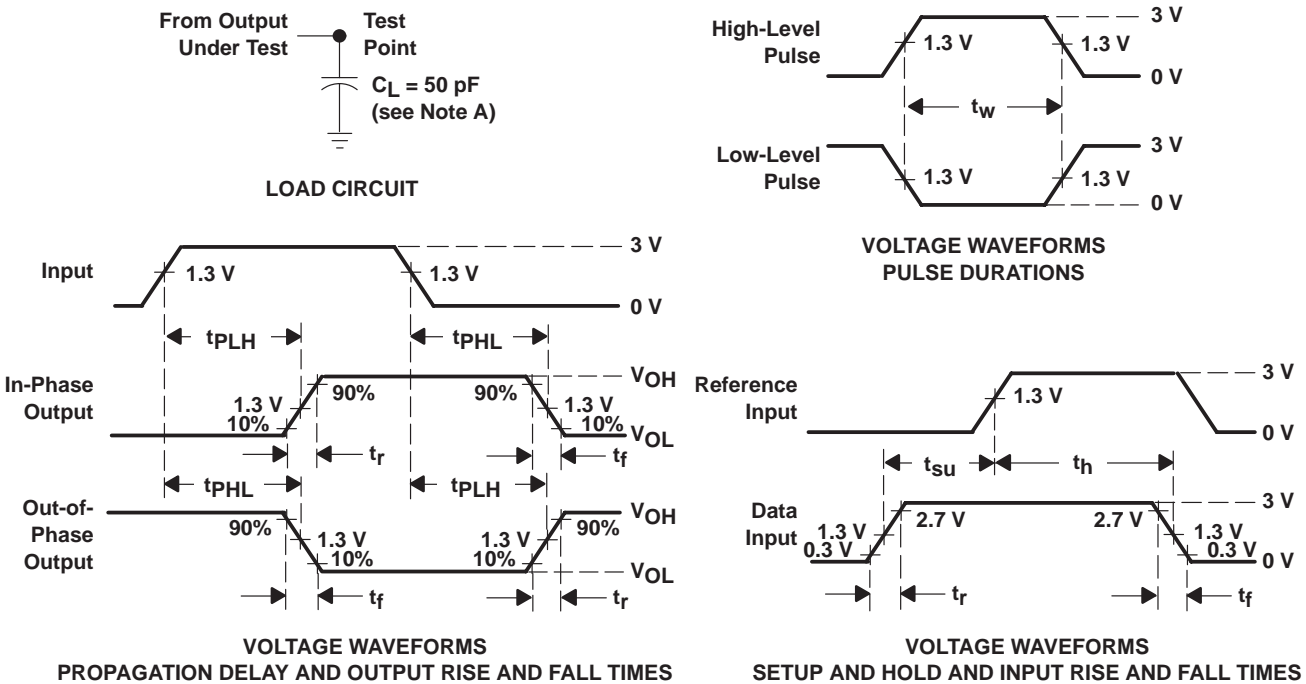 From Output
Under Test
Test
Point
CL = 50 pF
(see Note A)
LOAD CIRCUIT
High-Level
Pulse
1.3 V
1.3 V
3 V
0 V
tw
Low-Level
Pulse
1.3 V
1.3 V
3 V
0 V
VOLTAGE WAVEFORMS
PULSE DURATIONS
Input
1.3 V
1.3 V
3 V
0 V
tPLH
tPHL
In-Phase
Output
1.3 V
10%
90%
90%
1.3 V
10%
VOH
VOL
tr
tf
tPHL
tPLH
Out-of-
Phase
Output
90%
1.3 V
10%
1.3 V
10%
90%
VOH
VOL
tf
tr
VOLTAGE WAVEFORMS
PROPAGATION DELAY AND OUTPUT RISE AND FALL TIMES
Reference
Input
1.3 V
3 V
0 V
tsu
th
Data
Input
1.3 V
0.3 V
2.7 V
2.7 V
1.3 V
0.3 V
3 V
0 V
tr
tf
VOLTAGE WAVEFORMS
SETUP AND HOLD AND INPUT RISE AND FALL TIMES